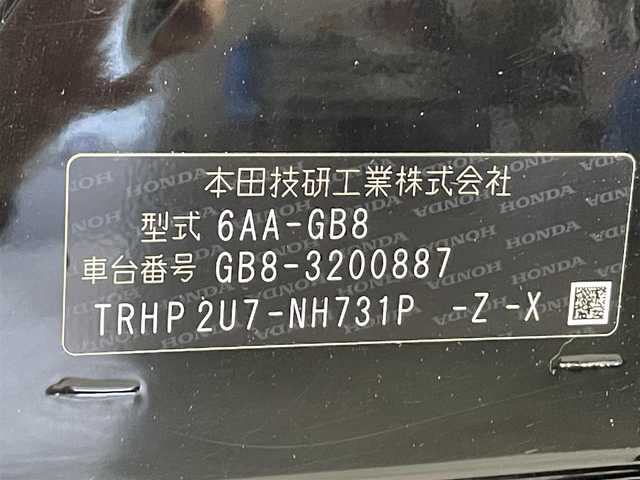 本田技研工業株式会社
型式 6AA-GB8
車台番号 GB8-3200887
TRHP2U7-NH731P -Z-X